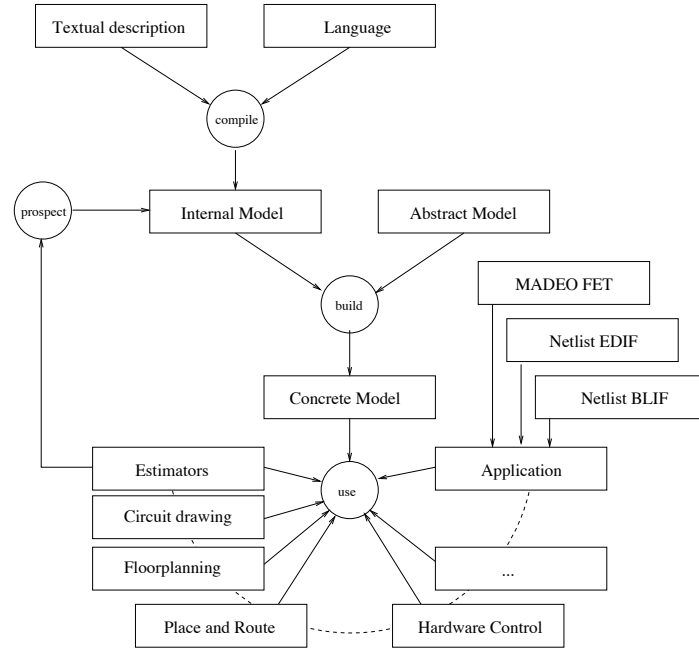 Textual description
Language
compile
prospect
Internal Model
Abstract Model
MADEO FET
build
Netlist EDIF
Concrete Model
Netlist BLIF
Estimators
Application
use
Circuit drawing
Floorplanning
...
Place and Route
Hardware Control